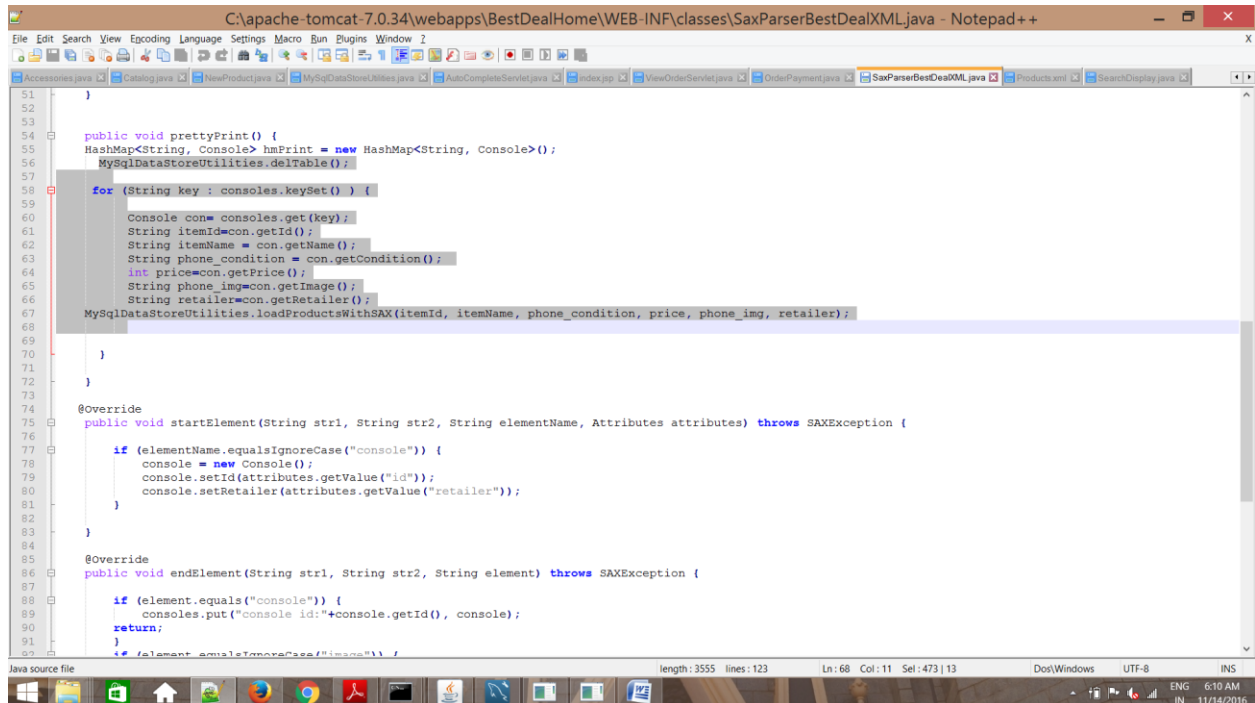 C:\apache-tomcat-7.0.34\webapps\BestDealHome\WEB-INF\classes\SaxParserBestDealXML.java - Notepad++
File Edit Search View Encoding Language Settings Macro Run Plugins Window ? X
Accessories.java Catalog.java NewProduct.java MySqlDataStoreUtilities.java AutoCompleteServlet.java index.jsp ViewOrderServlet.java OrderPayment.java SaxParserBestDealXML.java Products.xml SearchDisplay.java
51 }
52
53
54 public void prettyPrint() {
55 HashMap<String, Console> hmPrint = new HashMap<String, Console>();
56 MySqlDataStoreUtilities.delTable();
57
58 for (String key : consoles.keySet() ) {
59
60 Console con= consoles.get(key);
61 String itemId=con.getId();
62 String itemName = con.getName();
63 String phone_condition = con.getCondition();
64 int price=con.getPrice();
65 String phone_img=con.getImage();
66 String retailer=con.getRetailer();
67 MySqlDataStoreUtilities.loadProductsWithSAX(itemId, itemName, phone_condition, price, phone_img, retailer);
68
69
70 }
71
72 }
73
74 @Override
75 public void startElement(String str1, String str2, String elementName, Attributes attributes) throws SAXException {
76
77 if (elementName.equalsIgnoreCase("console")) {
78 console = new Console();
79 console.setId(attributes.getValue("id"));
80 console.setRetailer(attributes.getValue("retailer"));
81 }
82
83 }
84
85 @Override
86 public void endElement(String str1, String str2, String element) throws SAXException {
87
88 if (element.equals("console")) {
89 consoles.put("console id:"+console.getId(), console);
90 return;
91 }
92 if (element.equalsIgnoreCase("image")) {
Java source file length : 3555 lines : 123 Ln : 68 Col : 11 Sel : 473 | 13 Dos\Windows UTF-8 INS
ENG 6:10 AM
IN 11/14/2016